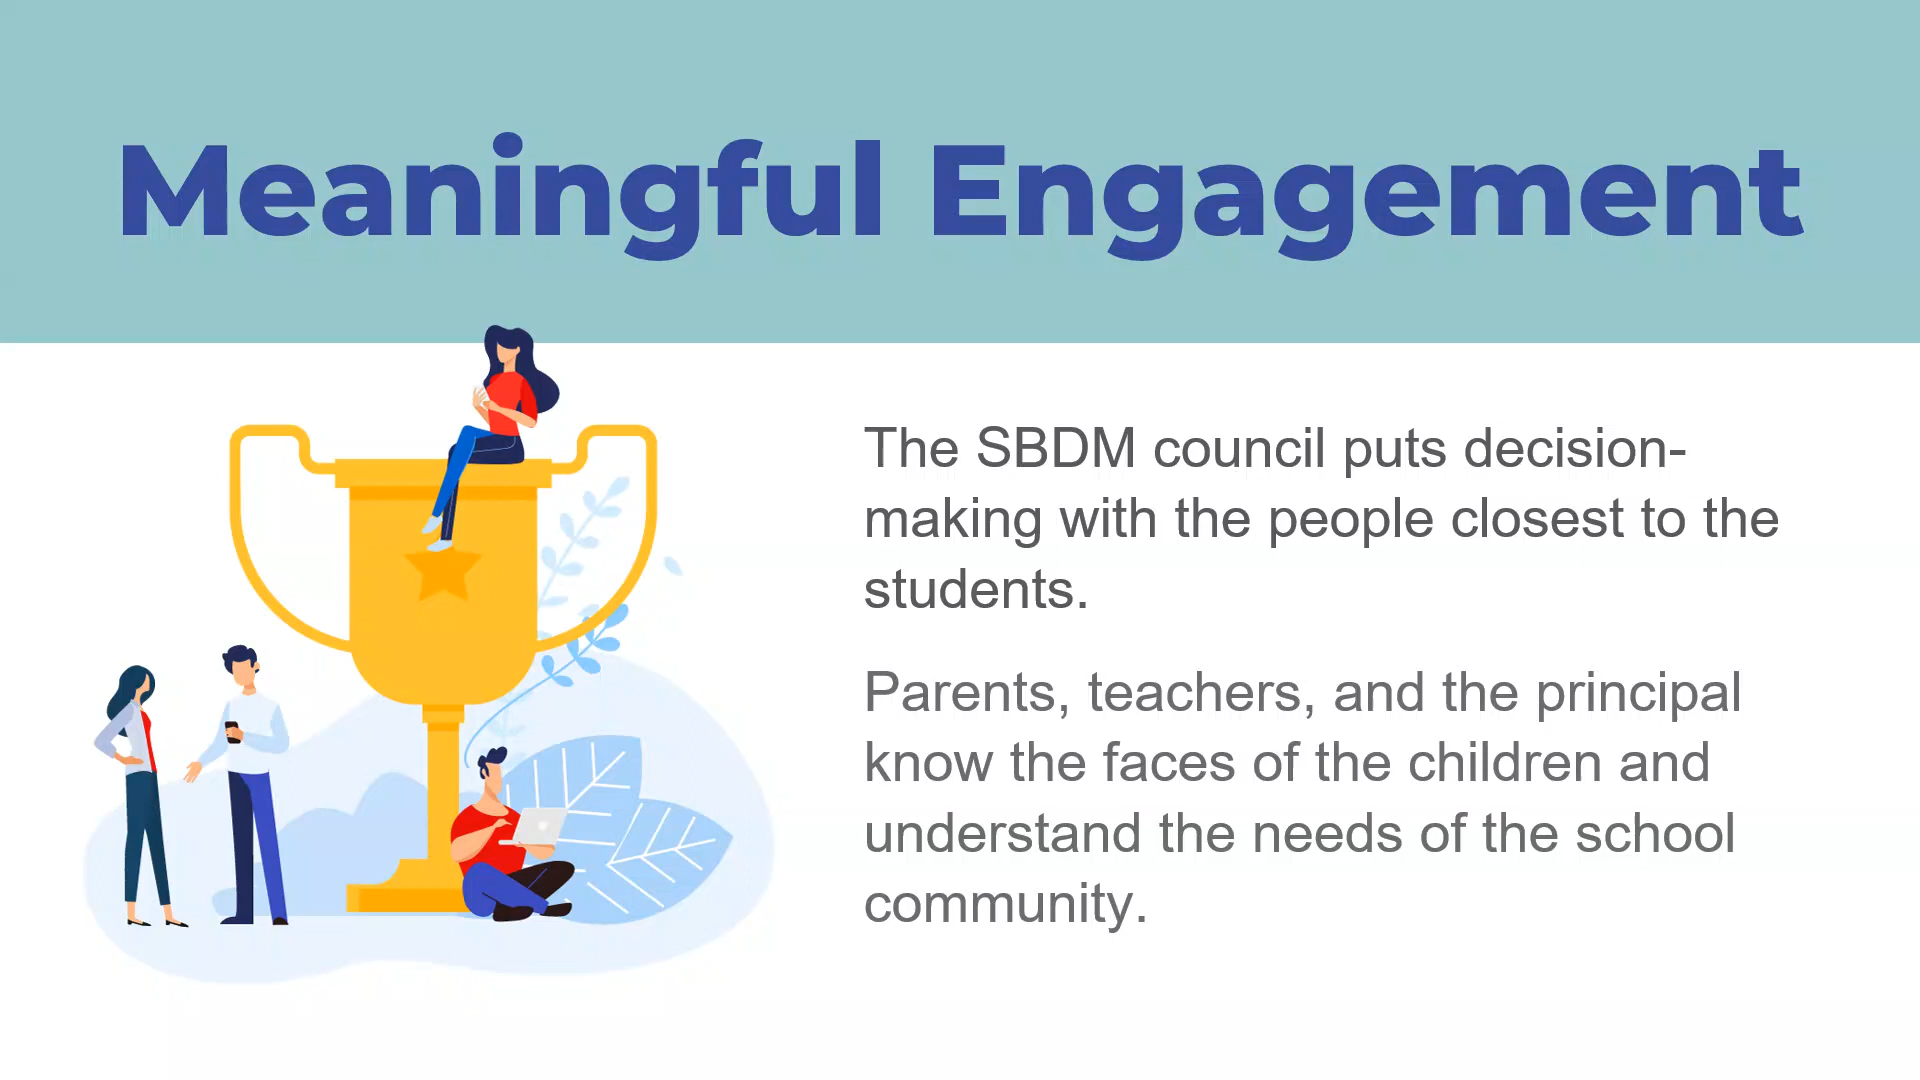 Meaningful Engagement
The SBDM council puts decision-
making with the people closest to the
students.
Parents, teachers, and the principal
know the faces of the children and
understand the needs of the school
community.